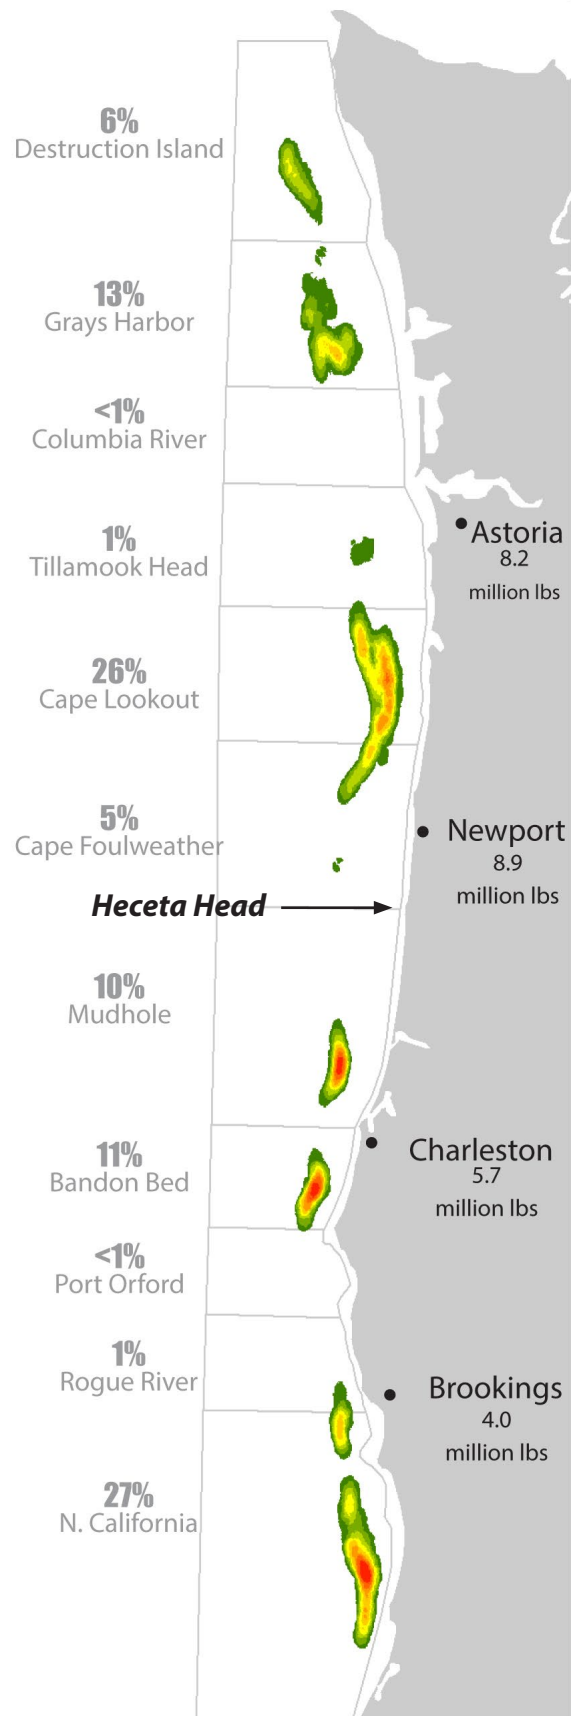 6%
Destruction Island
13%
Grays Harbor
<1%
Columbia River
1%
Tillamook Head
Astoria
8.2
million lbs
26%
Cape Lookout
5%
Cape Foulweather
Newport
8.9
million lbs
Heceta Head
10%
Mudhole
11%
Bandon Bed
Charleston
5.7
million lbs
<1%
Port Orford
1%
Rogue River
Brookings
4.0
million lbs
27%
N. California